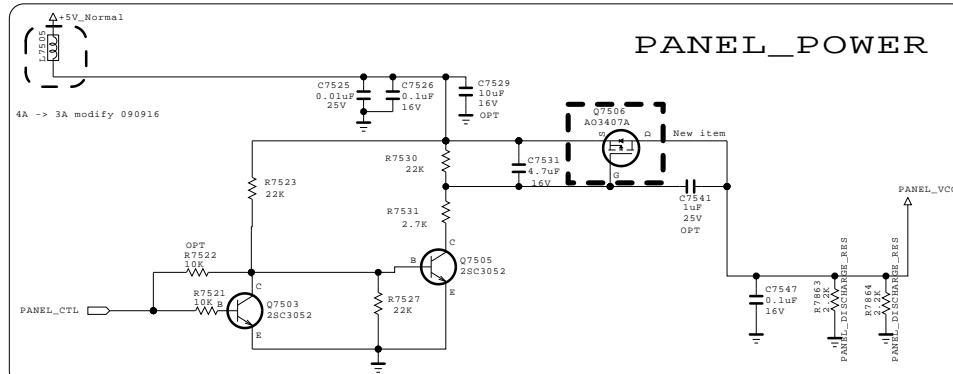 +5V_Normal
PANEL_POWER
L7505
4A -> 3A modify 090916
C7525
0.01uF
25V
C7526
0.1uF
16V
C7529
10uF
16V
OPT
Q7506
AO3407A
S
D
G
New item
R7530
22K
C7531
4.7uF
16V
R7523
22K
R7531
2.7K
C7541
1uF
25V
OPT
PANEL_VCC
OPT
R7522
10K
R7521
10K
B
C
E
Q7503
2SC3052
B
C
E
Q7505
2SC3052
R7527
22K
PANEL_CTL
C7547
0.1uF
16V
R7863
2.2K
PANEL_DISCHARGE_RES
R7864
2.2K
PANEL_DISCHARGE_RES